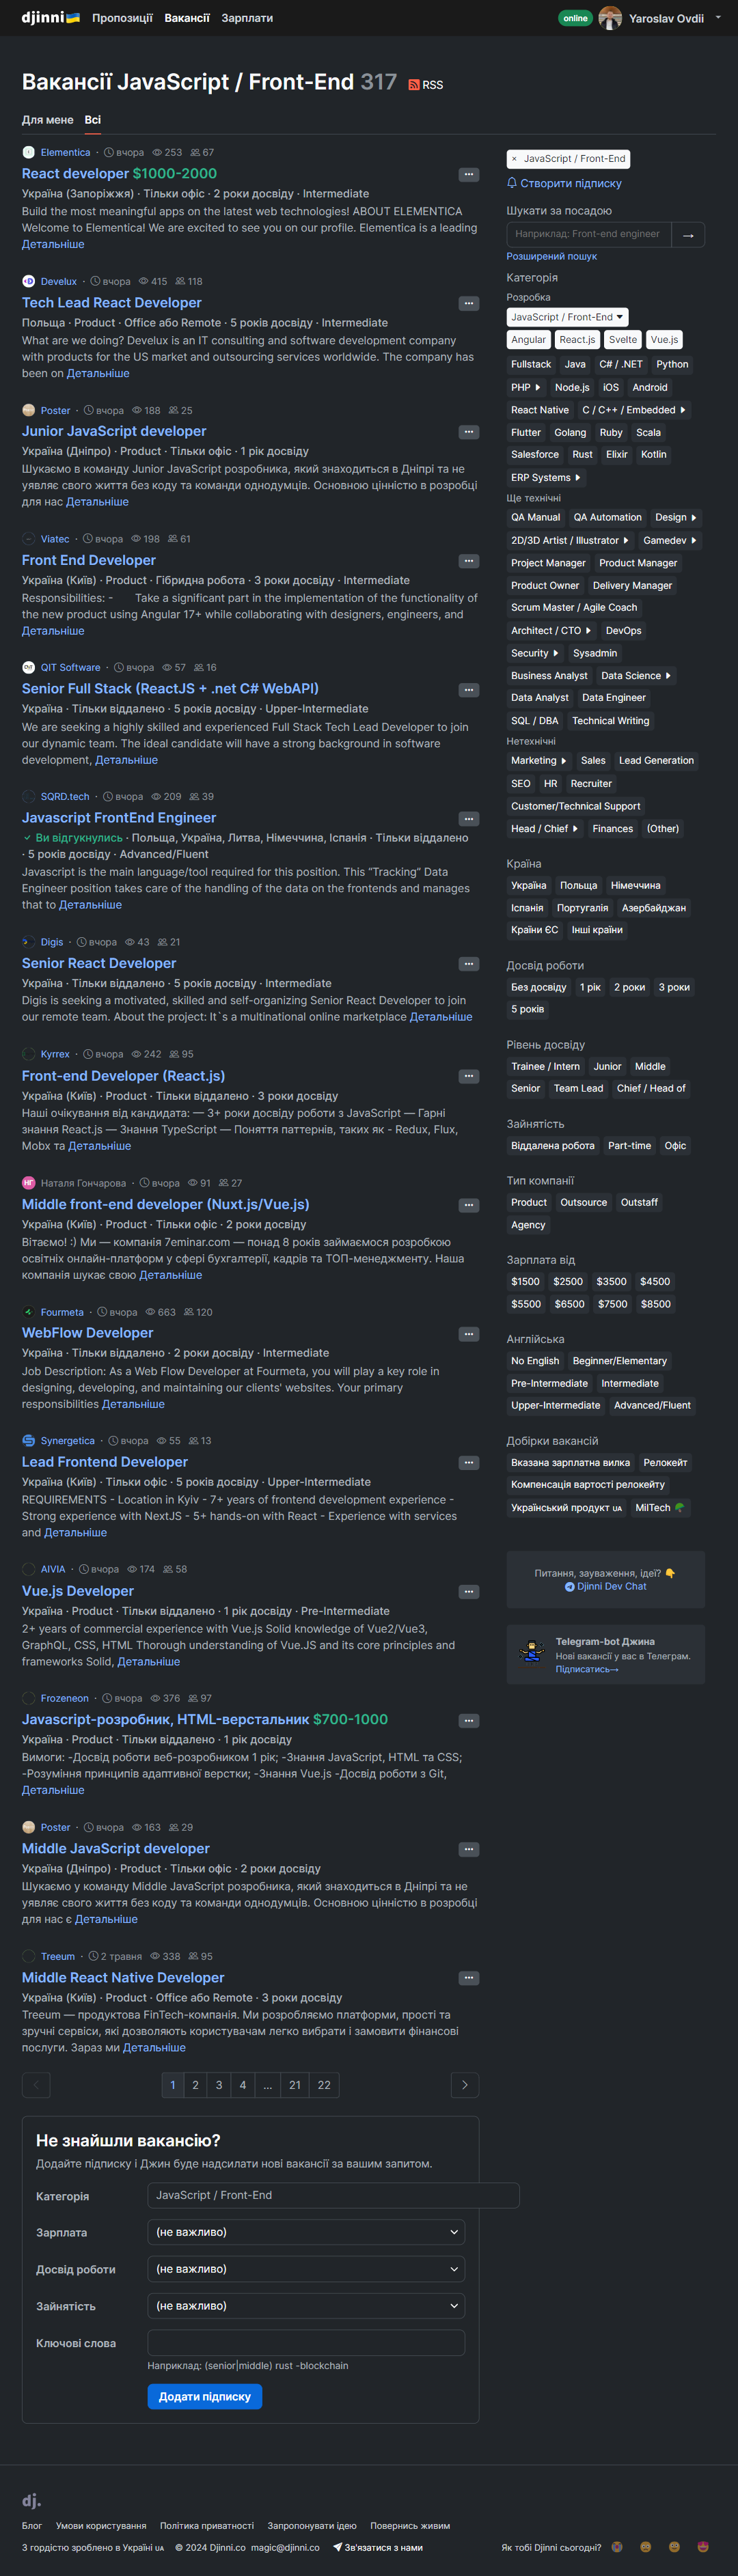 djinni
Пропозиції Вакансії Зарплати
online Yaroslav Ovdii
Вакансії JavaScript / Front-End 317 RSS
Для мене Всі
Elementica · вчора 253 67
React developer $1000-2000
Україна (Запоріжжя) · Тільки офіс · 2 роки досвіду · Intermediate
Build the most meaningful apps on the latest web technologies! ABOUT ELEMENTICA
Welcome to Elementica! We are excited to see you on our profile. Elementica is a leading
Детальніше
Develux · вчора 415 118
Tech Lead React Developer
Польща · Product · Office або Remote · 5 років досвіду · Intermediate
What are we doing? Develux is an IT consulting and software development company
with products for the US market and outsourcing services worldwide. The company has
been on Детальніше
Poster · вчора 188 25
Junior JavaScript developer
Україна (Дніпро) · Product · Тільки офіс · 1 рік досвіду
Шукаємо в команду Junior JavaScript розробника, який знаходиться в Дніпрі та не
уявляє свого життя без коду та команди однодумців. Основною цінністю в розробці
для нас Детальніше
Viatec · вчора 198 61
Front End Developer
Україна (Київ) · Product · Гібридна робота · 3 роки досвіду · Intermediate
Responsibilities: - Take a significant part in the implementation of the functionality of
the new product using Angular 17+ while collaborating with designers, engineers, and
Детальніше
QIT Software · вчора 57 16
Senior Full Stack (ReactJS + .net C# WebAPI)
Україна · Тільки віддалено · 5 років досвіду · Upper-Intermediate
We are seeking a highly skilled and experienced Full Stack Tech Lead Developer to join
our dynamic team. The ideal candidate will have a strong background in software
development, Детальніше
SQRD.tech · вчора 209 39
Javascript FrontEnd Engineer
✓ Ви відгукнулись · Польща, Україна, Литва, Німеччина, Іспанія · Тільки віддалено
· 5 років досвіду · Advanced/Fluent
Javascript is the main language/tool required for this position. This “Tracking” Data
Engineer position takes care of the handling of the data on the frontends and manages
that to Детальніше
Digis · вчора 43 21
Senior React Developer
Україна · Тільки віддалено · 5 років досвіду · Intermediate
Digis is seeking a motivated, skilled and self-organizing Senior React Developer to join
our remote team. About the project: It`s a multinational online marketplace Детальніше
Kyrrex · вчора 242 95
Front-end Developer (React.js)
Україна (Київ) · Product · Тільки віддалено · 3 роки досвіду
Наші очікування від кандидата: — 3+ роки досвіду роботи з JavaScript — Гарні
знання React.js — Знання TypeScript — Поняття паттернів, таких як - Redux, Flux,
Mobx та Детальніше
НГ Наталя Гончарова · вчора 91 27
Middle front-end developer (Nuxt.js/Vue.js)
Україна (Київ) · Product · Тільки офіс · 2 роки досвіду
Вітаємо! :) Ми — компанія 7eminar.com — понад 8 років займаємося розробкою
освітніх онлайн-платформ у сфері бухгалтерії, кадрів та ТОП-менеджменту. Наша
компанія шукає свою Детальніше
Fourmeta · вчора 663 120
WebFlow Developer
Україна · Тільки віддалено · 2 роки досвіду · Intermediate
Job Description: As a Web Flow Developer at Fourmeta, you will play a key role in
designing, developing, and maintaining our clients' websites. Your primary
responsibilities Детальніше
Synergetica · вчора 55 13
Lead Frontend Developer
Україна (Київ) · Тільки офіс · 5 років досвіду · Upper-Intermediate
REQUIREMENTS - Location in Kyiv - 7+ years of frontend development experience -
Strong experience with NextJS - 5+ hands-on with React - Experience with services
and Детальніше
AIVIA · вчора 174 58
Vue.js Developer
Україна · Product · Тільки віддалено · 1 рік досвіду · Pre-Intermediate
2+ years of commercial experience with Vue.js Solid knowledge of Vue2/Vue3,
GraphQL, CSS, HTML Thorough understanding of Vue.JS and its core principles and
frameworks Solid, Детальніше
Frozeneon · вчора 376 97
Javascript-розробник, HTML-верстальник $700-1000
Україна · Product · Тільки віддалено · 1 рік досвіду
Вимоги: -Досвід роботи веб-розробником 1 рік; -Знання JavaScript, HTML та CSS;
-Розуміння принципів адаптивної верстки; -Знання Vue.js -Досвід роботи з Git,
Детальніше
Poster · вчора 163 29
Middle JavaScript developer
Україна (Дніпро) · Product · Тільки офіс · 2 роки досвіду
Шукаємо у команду Middle JavaScript розробника, який знаходиться в Дніпрі та не
уявляє свого життя без коду та команди однодумців. Основною цінністю в розробці
для нас є Детальніше
Treeum · 2 травня 338 95
Middle React Native Developer
Україна (Київ) · Product · Office або Remote · 3 роки досвіду
Treeum — продуктова FinTech-компанія. Ми розробляємо платформи, прості та
зручні сервіси, які дозволяють користувачам легко вибрати і замовити фінансові
послуги. Зараз ми Детальніше
1 2 3 4 ... 21 22
Не знайшли вакансію?
Додайте підписку і Джин буде надсилати нові вакансії за вашим запитом.
Категорія JavaScript / Front-End
Зарплата (не важливо)
Досвід роботи (не важливо)
Зайнятість (не важливо)
Ключові слова
Наприклад: (senior|middle) rust -blockchain
Додати підписку
× JavaScript / Front-End
Створити підписку
Шукати за посадою
Наприклад: Front-end engineer →
Розширений пошук
Категорія
Розробка
JavaScript / Front-End
Angular React.js Svelte Vue.js
Fullstack Java C# / .NET Python
PHP Node.js iOS Android
React Native C / C++ / Embedded
Flutter Golang Ruby Scala
Salesforce Rust Elixir Kotlin
ERP Systems
Ще технічні
QA Manual QA Automation Design
2D/3D Artist / Illustrator Gamedev
Project Manager Product Manager
Product Owner Delivery Manager
Scrum Master / Agile Coach
Architect / CTO DevOps
Security Sysadmin
Business Analyst Data Science
Data Analyst Data Engineer
SQL / DBA Technical Writing
Нетехнічні
Marketing Sales Lead Generation
SEO HR Recruiter
Customer/Technical Support
Head / Chief Finances (Other)
Країна
Україна Польща Німеччина
Іспанія Португалія Азербайджан
Країни ЄС Інші країни
Досвід роботи
Без досвіду 1 рік 2 роки 3 роки
5 років
Рівень досвіду
Trainee / Intern Junior Middle
Senior Team Lead Chief / Head of
Зайнятість
Віддалена робота Part-time Офіс
Тип компанії
Product Outsource Outstaff
Agency
Зарплата від
$1500 $2500 $3500 $4500
$5500 $6500 $7500 $8500
Англійська
No English Beginner/Elementary
Pre-Intermediate Intermediate
Upper-Intermediate Advanced/Fluent
Добірки вакансій
Вказана зарплатна вилка Релокейт
Компенсація вартості релокейту
Український продукт UA MilTech
Питання, зауваження, ідеї? 👇
Djinni Dev Chat
Telegram-bot Джина
Нові вакансії у вас в Телеграм.
Підписатись→
dj.
Блог Умови користування Політика приватності Запропонувати ідею Повернись живим
З гордістю зроблено в Україні UA © 2024 Djinni.co magic@djinni.co Зв'язатися з нами
Як тобі Djinni сьогодні?